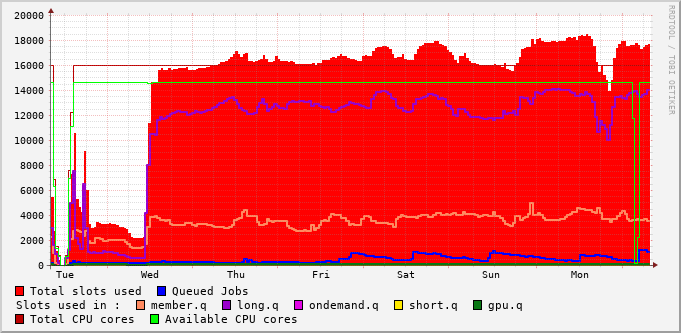 20000
18000
16000
14000
12000
10000
8000
6000
4000
2000
0
Tue Wed Thu Fri Sat Sun Mon
RRDTOOL / TOBI OETIKER
Total slots used Queued Jobs
Slots used in : member.q long.q ondemand.q short.q gpu.q
Total CPU cores Available CPU cores